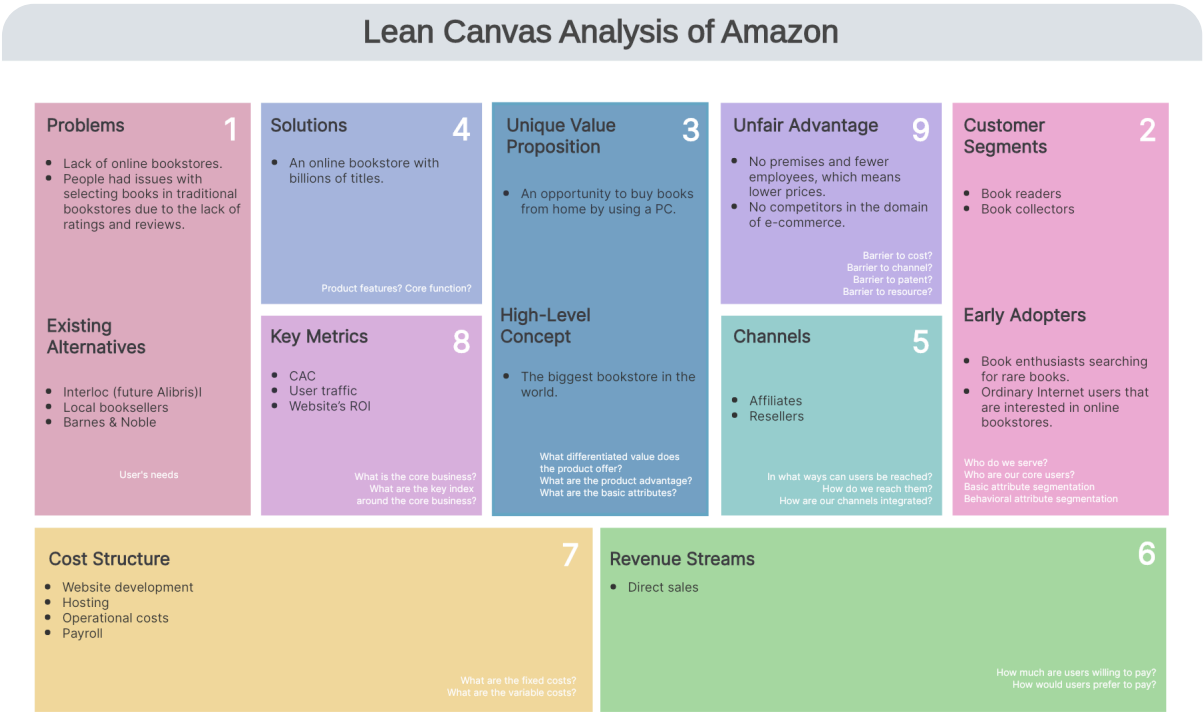 Lean Canvas Analysis of Amazon
Problems
1
• Lack of online bookstores.
• People had issues with
selecting books in traditional
bookstores due to the lack of
ratings and reviews.
Existing
Alternatives
• Interloc (future Alibris)l
• Local booksellers
• Barnes & Noble
User's needs
Solutions
4
• An online bookstore with
billions of titles.
Product features? Core function?
Key Metrics
8
• CAC
• User traffic
• Website's ROI
What is the core business?
What are the key index
around the core business?
Unique Value
Proposition
3
• An opportunity to buy books
from home by using a PC.
High-Level
Concept
• The biggest bookstore in the
world.
What differentiated value does
the product offer?
What are the product advantage?
What are the basic attributes?
Unfair Advantage
9
• No premises and fewer
employees, which means
lower prices.
• No competitors in the domain
of e-commerce.
Barrier to cost?
Barrier to channel?
Barrier to patent?
Barrier to resource?
Channels
5
• Affiliates
• Resellers
In what ways can users be reached?
How do we reach them?
How are our channels integrated?
Customer
Segments
2
• Book readers
• Book collectors
Early Adopters
• Book enthusiasts searching
for rare books.
• Ordinary Internet users that
are interested in online
bookstores.
Who do we serve?
Who are our core users?
Basic attribute segmentation
Behavioral attribute segmentation
Cost Structure
7
• Website development
• Hosting
• Operational costs
• Payroll
What are the fixed costs?
What are the variable costs?
Revenue Streams
6
• Direct sales
How much are users willing to pay?
How would users prefer to pay?